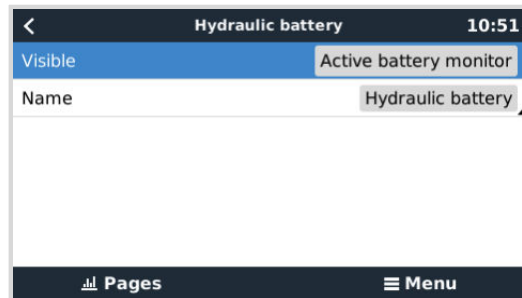 Hydraulic battery 10:51
Visible Active battery monitor
Name Hydraulic battery
Pages Menu